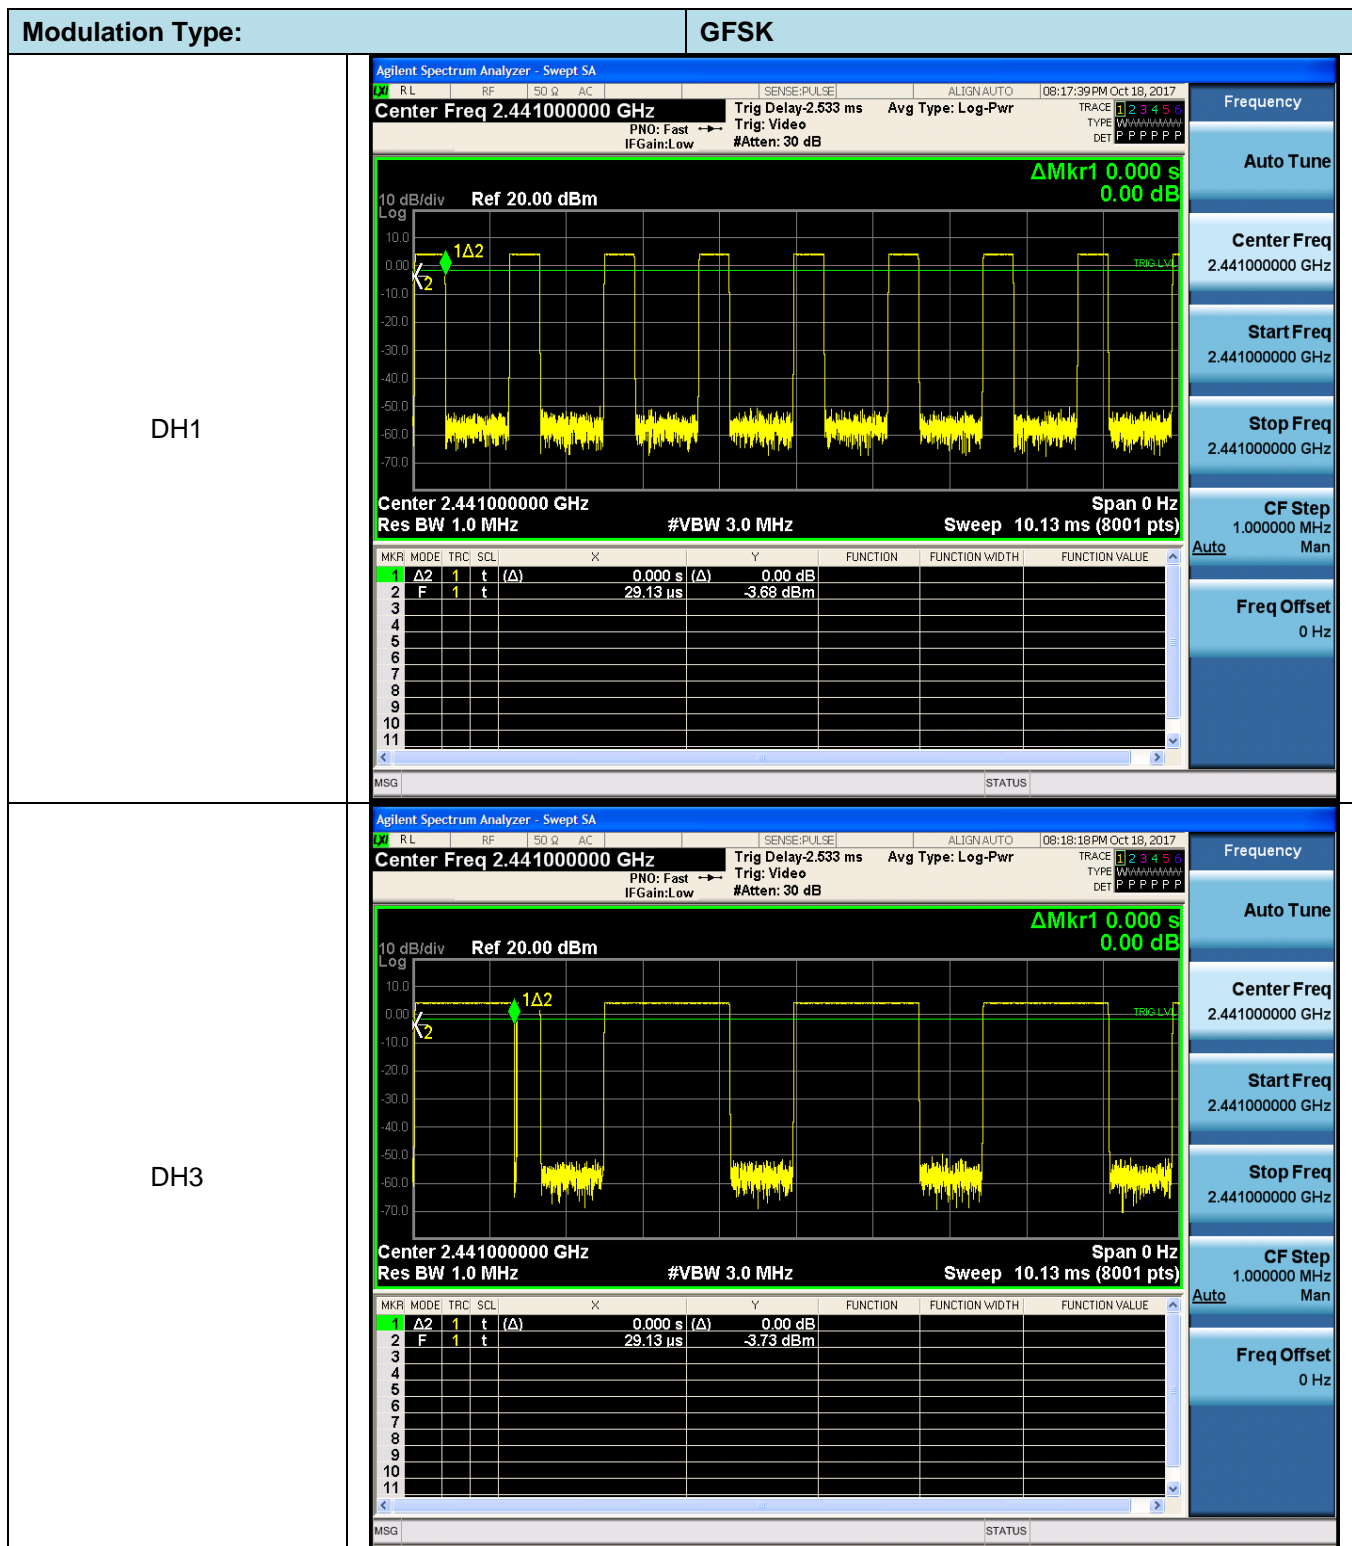 Modulation Type: GFSK
DH1
Agilent Spectrum Analyzer - Swept SA
LXI RL RF 50 Ω AC SENSE:PULSE ALIGN AUTO 08:17:39 PM Oct 18, 2017
Center Freq 2.441000000 GHz Trig Delay-2.533 ms Avg Type: Log-Pwr TRACE 1 2 3 4 5 6
PNO: Fast Trig: Video TYPE WWWWWW
IFGain:Low #Atten: 30 dB DET P P P P P P
ΔMkr1 0.000 s
0.00 dB
10 dB/div Ref 20.00 dBm
Log
10.0
1Δ2
0.00
TRIG LVL
2
-10.0
-20.0
-30.0
-40.0
-50.0
-60.0
-70.0
Center 2.441000000 GHz Span 0 Hz
Res BW 1.0 MHz #VBW 3.0 MHz Sweep 10.13 ms (8001 pts)
MKR MODE TRC SCL X Y FUNCTION FUNCTION WIDTH FUNCTION VALUE
1 Δ2 1 t (Δ) 0.000 s (Δ) 0.00 dB
2 F 1 t 29.13 µs -3.68 dBm
3
4
5
6
7
8
9
10
11
MSG STATUS
Frequency
Auto Tune
Center Freq
2.441000000 GHz
Start Freq
2.441000000 GHz
Stop Freq
2.441000000 GHz
CF Step
1.000000 MHz
Auto Man
Freq Offset
0 Hz
DH3
Agilent Spectrum Analyzer - Swept SA
LXI RL RF 50 Ω AC SENSE:PULSE ALIGN AUTO 08:18:18 PM Oct 18, 2017
Center Freq 2.441000000 GHz Trig Delay-2.533 ms Avg Type: Log-Pwr TRACE 1 2 3 4 5 6
PNO: Fast Trig: Video TYPE WWWWWW
IFGain:Low #Atten: 30 dB DET P P P P P P
ΔMkr1 0.000 s
0.00 dB
10 dB/div Ref 20.00 dBm
Log
10.0
1Δ2
0.00
TRIG LVL
2
-10.0
-20.0
-30.0
-40.0
-50.0
-60.0
-70.0
Center 2.441000000 GHz Span 0 Hz
Res BW 1.0 MHz #VBW 3.0 MHz Sweep 10.13 ms (8001 pts)
MKR MODE TRC SCL X Y FUNCTION FUNCTION WIDTH FUNCTION VALUE
1 Δ2 1 t (Δ) 0.000 s (Δ) 0.00 dB
2 F 1 t 29.13 µs -3.73 dBm
3
4
5
6
7
8
9
10
11
MSG STATUS
Frequency
Auto Tune
Center Freq
2.441000000 GHz
Start Freq
2.441000000 GHz
Stop Freq
2.441000000 GHz
CF Step
1.000000 MHz
Auto Man
Freq Offset
0 Hz